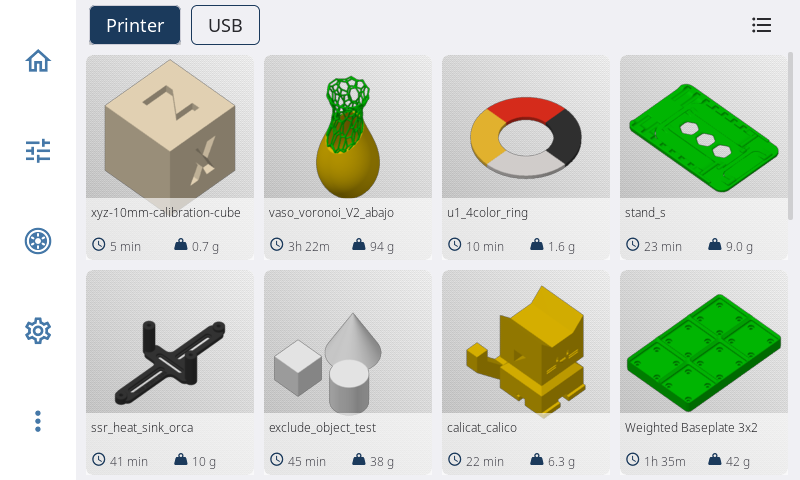 Printer USB
xyz-10mm-calibration-cube
5 min 0.7 g
vaso_voronoi_V2_abajo
3h 22m 94 g
u1_4color_ring
10 min 1.6 g
stand_s
23 min 9.0 g
ssr_heat_sink_orca
41 min 10 g
exclude_object_test
45 min 38 g
calicat_calico
22 min 6.3 g
Weighted Baseplate 3x2
1h 35m 42 g